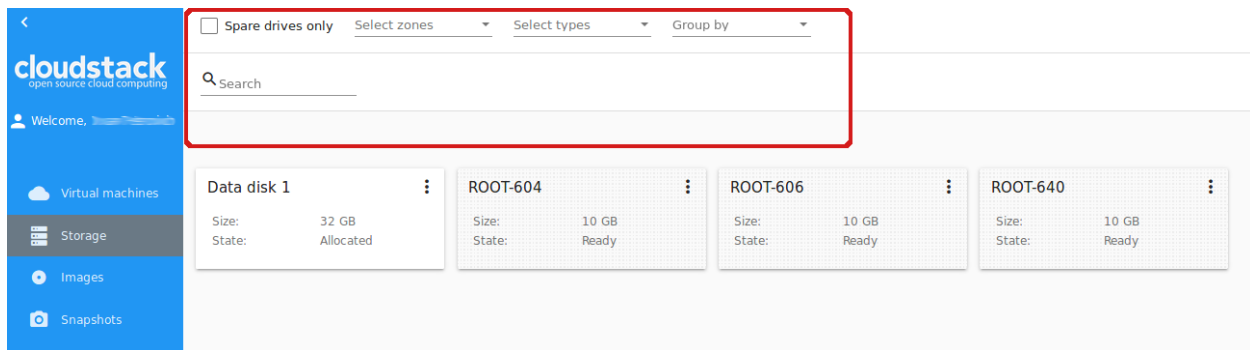 Spare drives only Select zones Select types Group by
cloudstack
open source cloud computing
Search
Welcome,
Data disk 1 ROOT-604 ROOT-606 ROOT-640
Virtual machines
Size: 32 GB Size: 10 GB Size: 10 GB Size: 10 GB
Storage
State: Allocated State: Ready State: Ready State: Ready
Images
Snapshots